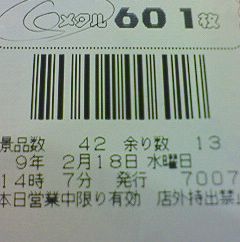 メタル 601枚
景品数 42 余り数 13
9年 2月18日 水曜日
14時 7分 発行 7007
本日営業中限り有効 店外持出禁